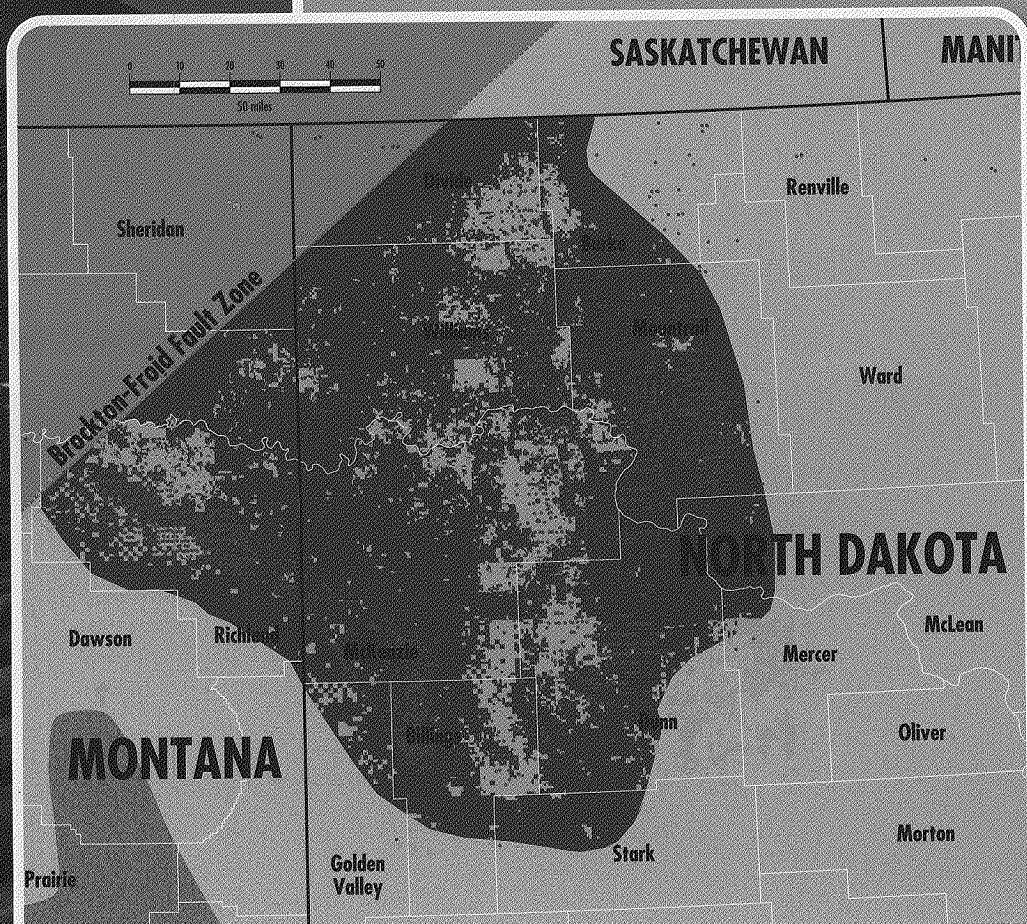 SASKATCHEWAN
0 10 20 30 40 50
50 miles
Divide
Renville
Sheridan
Burke
Brockton-Froid Fault Zone
Williams
Mountrail
Ward
NORTH DAKOTA
Dawson
Richland
McKenzie
McLean
Mercer
MONTANA
Billings
Dunn
Oliver
Morton
Stark
Golden
Valley
Prairie